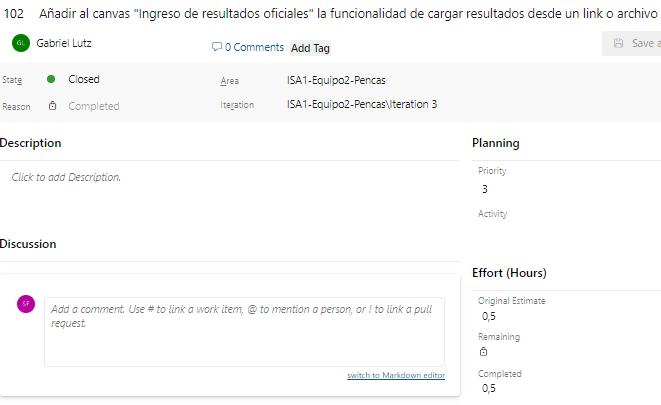 102 Añadir al canvas "Ingreso de resultados oficiales" la funcionalidad de cargar resultados desde un link o archivo
GL Gabriel Lutz
0 Comments Add Tag
Save a
State Closed
Area ISA1-Equipo2-Pencas
Reason Completed
Iteration ISA1-Equipo2-Pencas\Iteration 3
Description
Click to add Description.
Planning
Priority
3
Activity
Discussion
SF
Add a comment. Use # to link a work item, @ to mention a person, or ! to link a pull
request.
switch to Markdown editor
Effort (Hours)
Original Estimate
0,5
Remaining
Completed
0,5